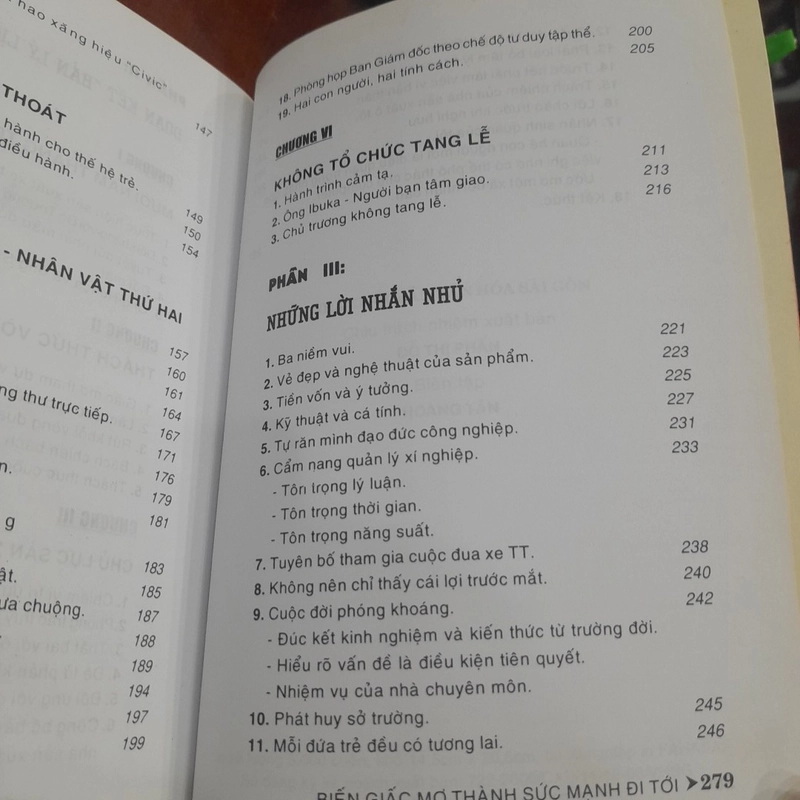 hao xăng hiệu "Civic"
147
THOÁT
hành cho thế hệ trẻ.
điều hành.
149
150
154
- NHÂN VẬT THỨ HAI
157
160
161
ng thư trực tiếp. 164
167
171
n. 176
179
g 181
183
ật. 185
ưa chuộng. 187
188
189
194
197
199
18. Phòng họp Ban Giám đốc theo chế độ tư duy tập thể. 200
19. Hai con người, hai tính cách. 205
CHƯƠNG VI
KHÔNG TỔ CHỨC TANG LỄ
1. Hành trình cảm tạ. 211
2. Ông Ibuka - Người bạn tâm giao. 213
3. Chủ trương không tang lễ. 216
PHẦN III:
NHỮNG LỜI NHẮN NHỦ
1. Ba niềm vui. 221
2. Vẻ đẹp và nghệ thuật của sản phẩm. 223
3. Tiền vốn và ý tưởng. 225
4. Kỹ thuật và cá tính. 227
5. Tự răn mình đạo đức công nghiệp. 231
6. Cẩm nang quản lý xí nghiệp. 233
- Tôn trọng lý luận.
- Tôn trọng thời gian.
- Tôn trọng năng suất.
7. Tuyên bố tham gia cuộc đua xe TT. 238
8. Không nên chỉ thấy cái lợi trước mắt. 240
9. Cuộc đời phóng khoáng. 242
- Đúc kết kinh nghiệm và kiến thức từ trường đời.
- Hiểu rõ vấn đề là điều kiện tiên quyết.
- Nhiệm vụ của nhà chuyên môn.
10. Phát huy sở trường. 245
11. Mỗi đứa trẻ đều có tương lai. 246
BIẾN GIẤC MƠ THÀNH SỨC MẠNH ĐI TỚI ➤279